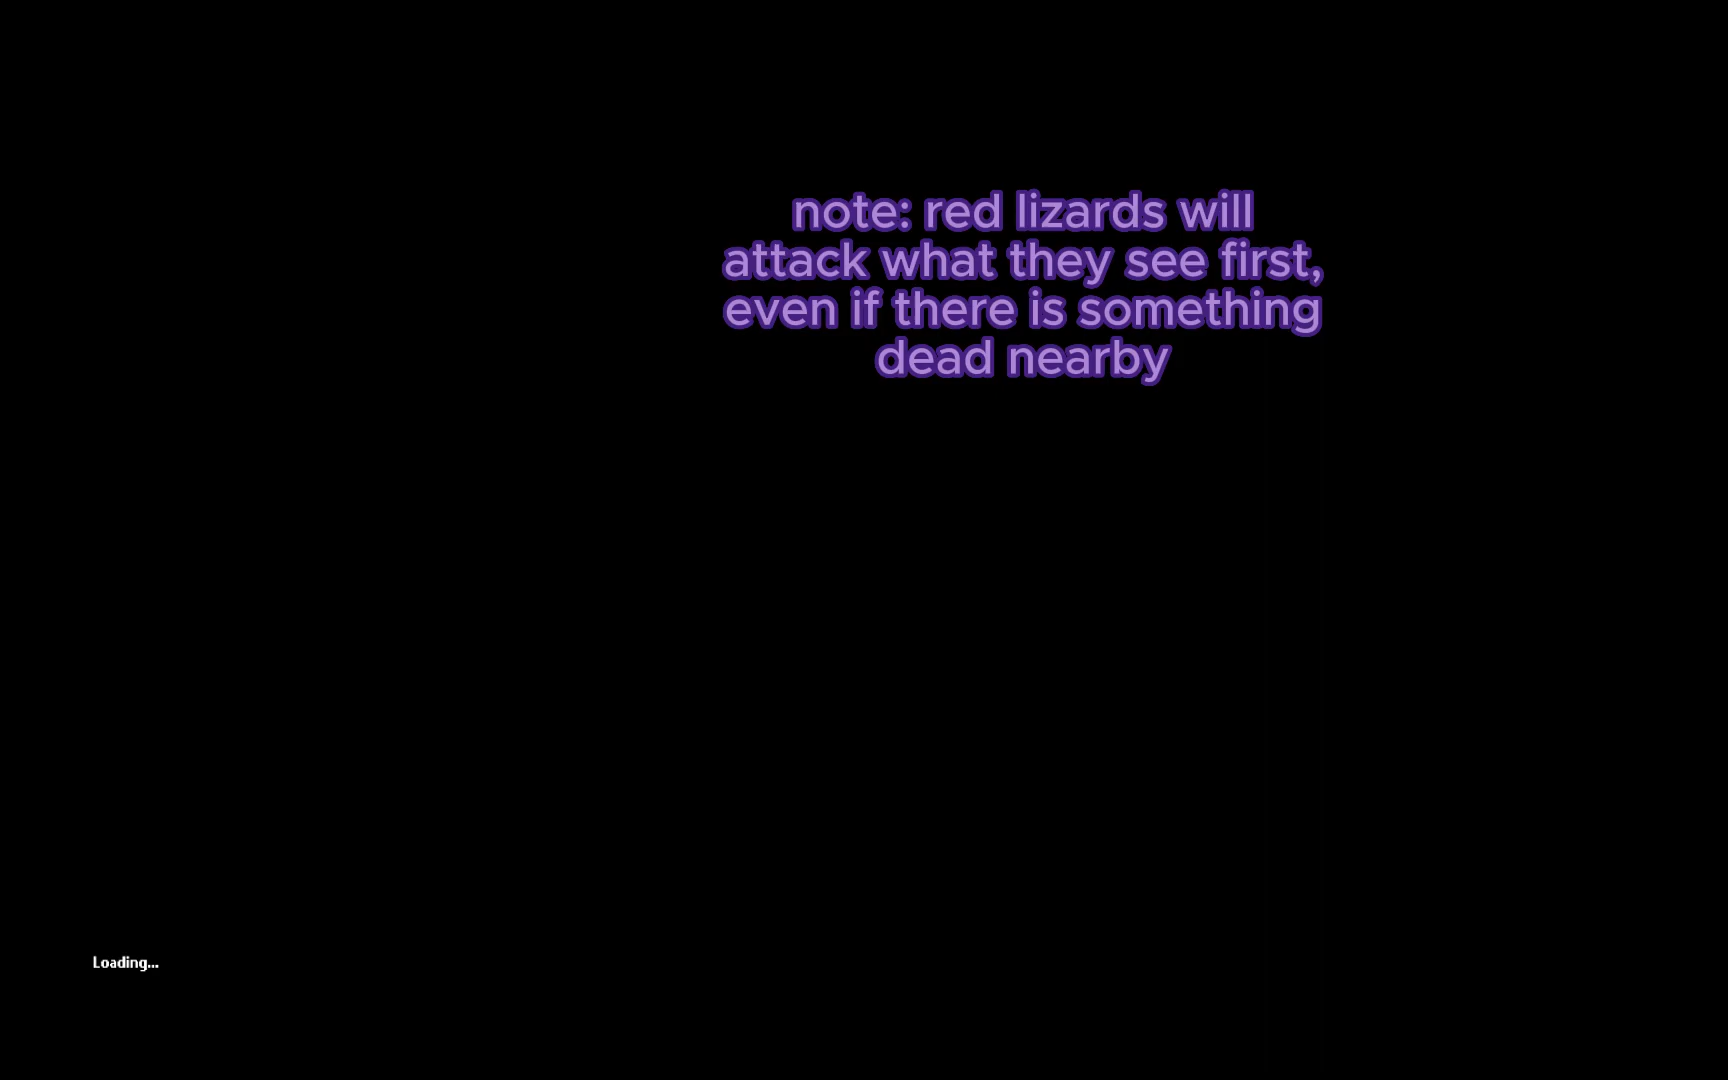 note: red lizards will
attack what they see first,
even if there is something
dead nearby
Loading...